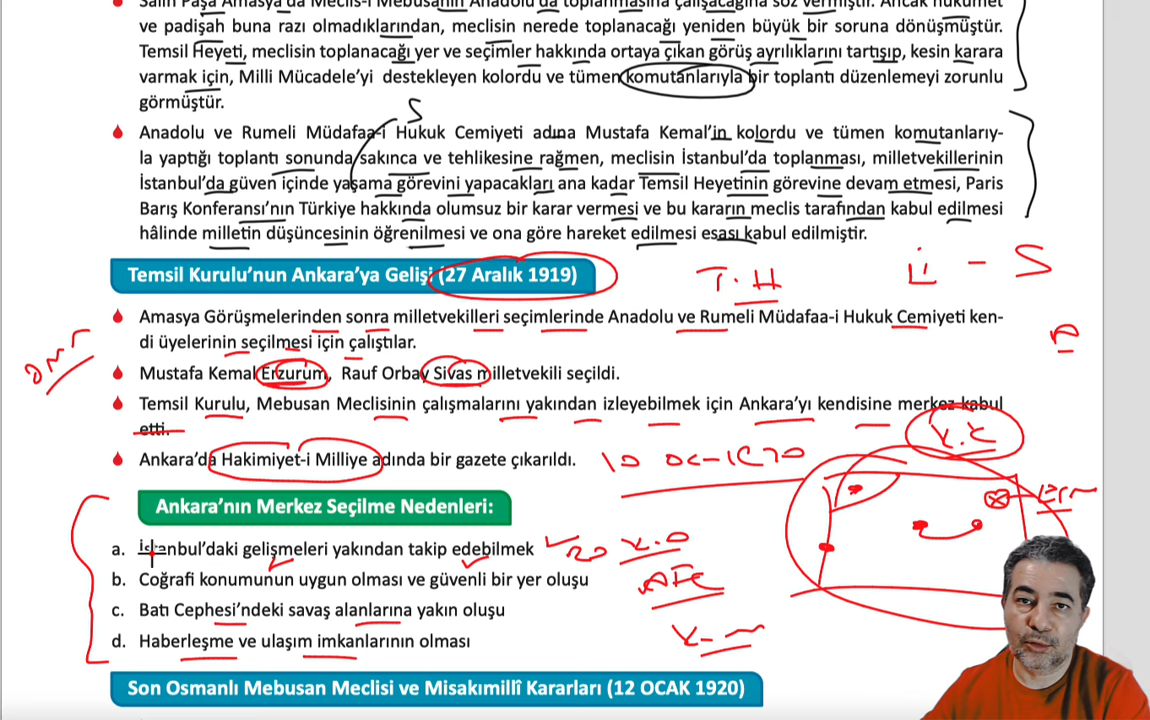 Salih Paşa Amasya'da Meclis-i Mebusanın Anadolu'da toplanmasına çalışacağına söz vermiştir. Ancak hükûmet
ve padişah buna razı olmadıklarından, meclisin nerede toplanacağı yeniden büyük bir soruna dönüşmüştür.
Temsil Heyeti, meclisin toplanacağı yer ve seçimler hakkında ortaya çıkan görüş ayrılıklarını tartışıp, kesin karara
varmak için, Milli Mücadele'yi destekleyen kolordu ve tümen komutanlarıyla bir toplantı düzenlemeyi zorunlu
görmüştür.
S
Anadolu ve Rumeli Müdafaa-i Hukuk Cemiyeti adına Mustafa Kemal'in kolordu ve tümen komutanlarıy-
la yaptığı toplantı sonunda sakınca ve tehlikesine rağmen, meclisin İstanbul'da toplanması, milletvekillerinin
İstanbul'da güven içinde yaşama görevini yapacakları ana kadar Temsil Heyetinin görevine devam etmesi, Paris
Barış Konferansı'nın Türkiye hakkında olumsuz bir karar vermesi ve bu kararın meclis tarafından kabul edilmesi
hâlinde milletin düşüncesinin öğrenilmesi ve ona göre hareket edilmesi esası kabul edilmiştir.
Temsil Kurulu'nun Ankara'ya Gelişi (27 Aralık 1919)
T.H
Amasya Görüşmelerinden sonra milletvekilleri seçimlerinde Anadolu ve Rumeli Müdafaa-i Hukuk Cemiyeti ken-
di üyelerinin seçilmesi için çalıştılar.
Mustafa Kemal Erzurum, Rauf Orbay Sivas milletvekili seçildi.
Temsil Kurulu, Mebusan Meclisinin çalışmalarını yakından izleyebilmek için Ankara'yı kendisine merkez kabul
etti.
Ankara'da Hakimiyet-i Milliye adında bir gazete çıkarıldı.
Ankara'nın Merkez Seçilme Nedenleri:
a. İstanbul'daki gelişmeleri yakından takip edebilmek
b. Coğrafi konumunun uygun olması ve güvenli bir yer oluşu
c. Batı Cephesi'ndeki savaş alanlarına yakın oluşu
d. Haberleşme ve ulaşım imkanlarının olması
Son Osmanlı Mebusan Meclisi ve Misakımillî Kararları (12 OCAK 1920)